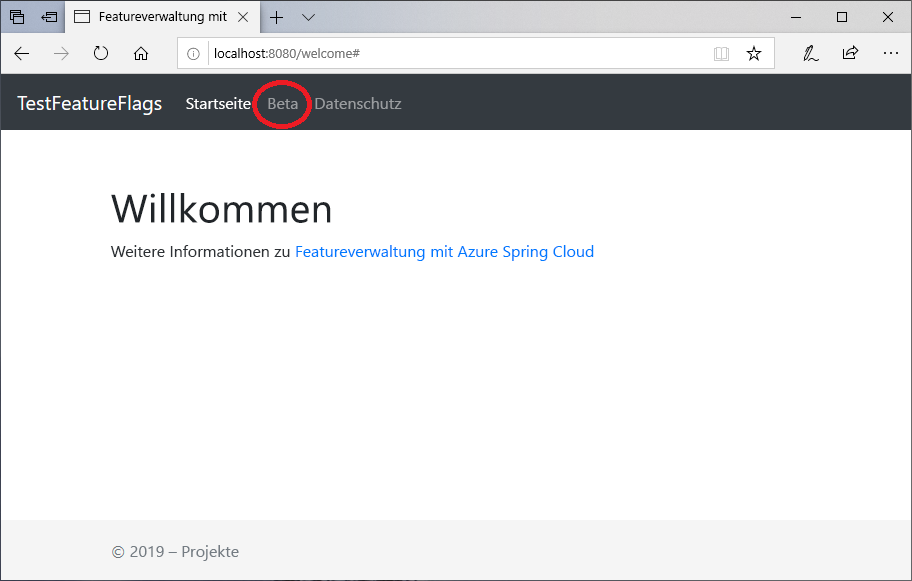 Featureverwaltung mit
localhost:8080/welcome#
TestFeatureFlags Startseite Beta Datenschutz
Willkommen
Weitere Informationen zu Featureverwaltung mit Azure Spring Cloud
© 2019 – Projekte